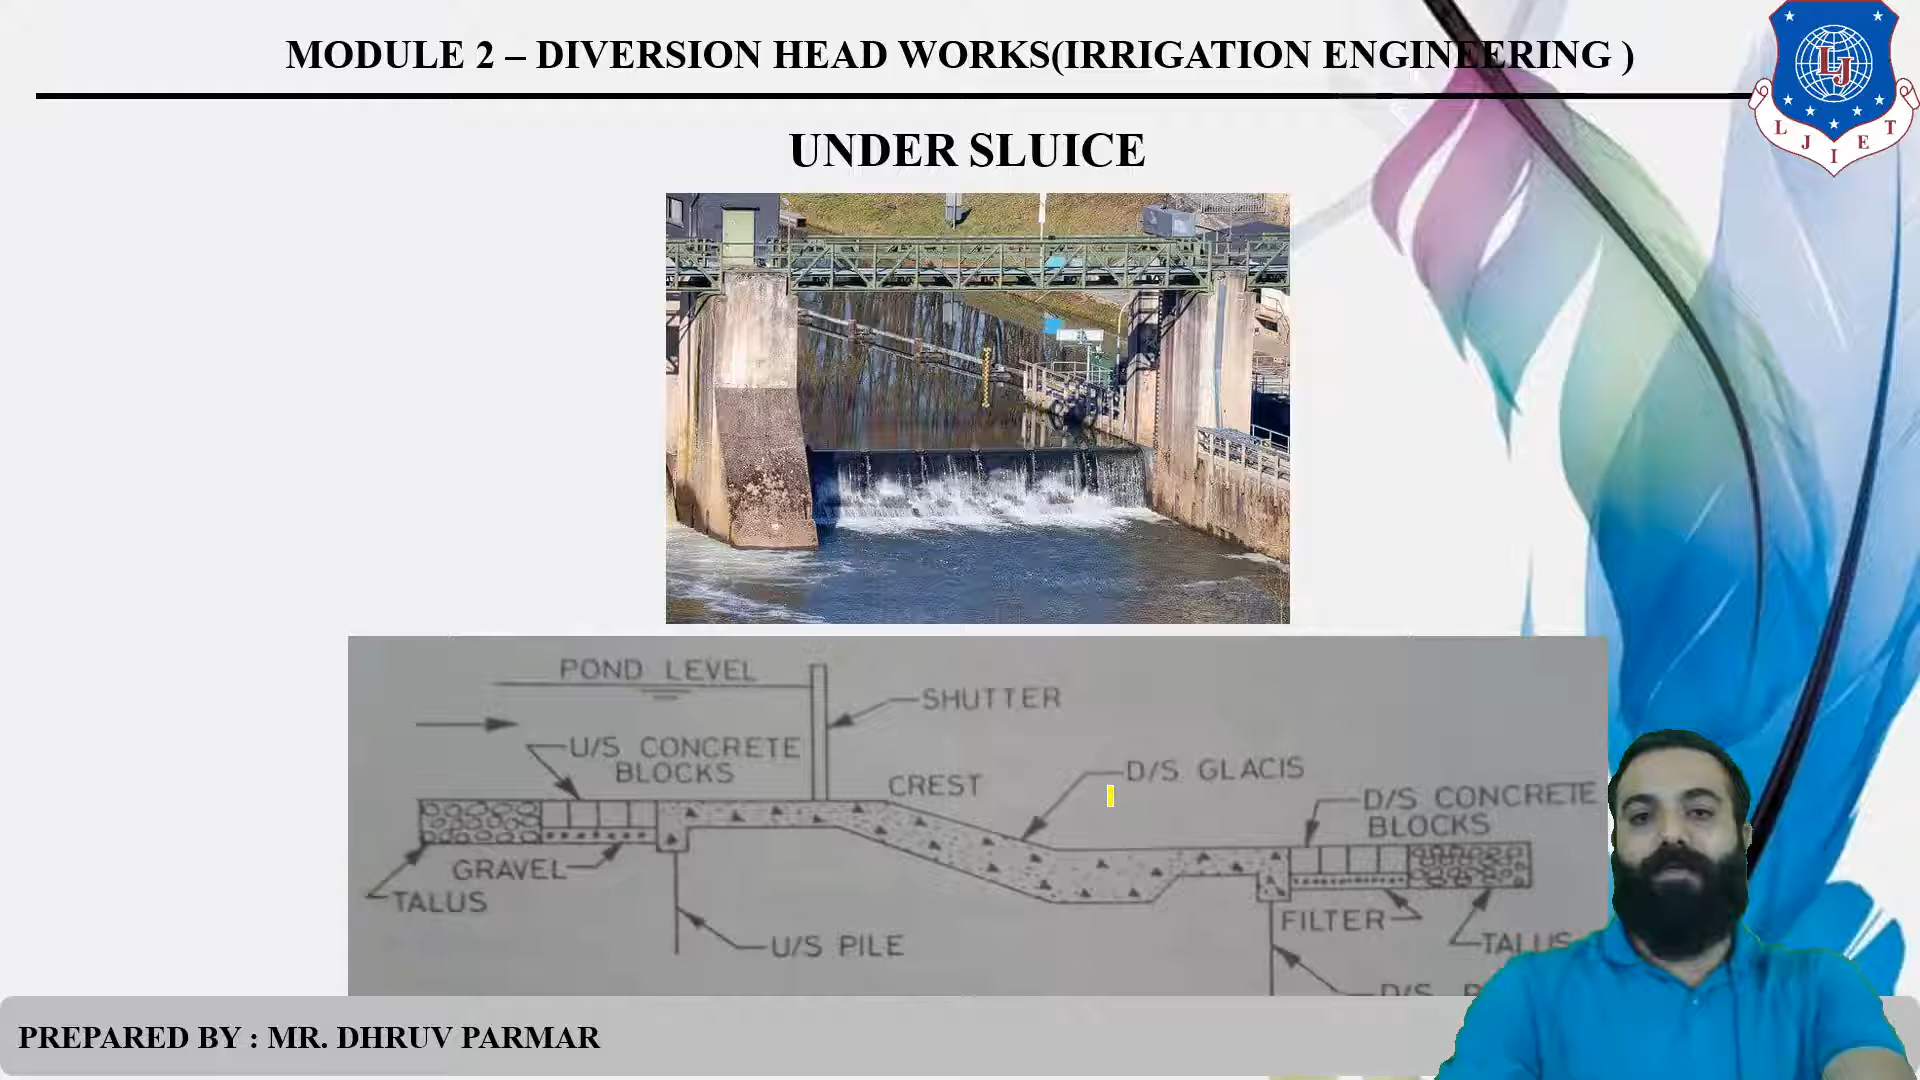 MODULE 2 – DIVERSION HEAD WORKS(IRRIGATION ENGINEERING )
LJ
L J I E T
UNDER SLUICE
POND LEVEL
SHUTTER
U/S CONCRETE
BLOCKS
CREST
D/S GLACIS
D/S CONCRETE
BLOCKS
GRAVEL
TALUS
U/S PILE
FILTER
TALUS
D/S
PREPARED BY : MR. DHRUV PARMAR